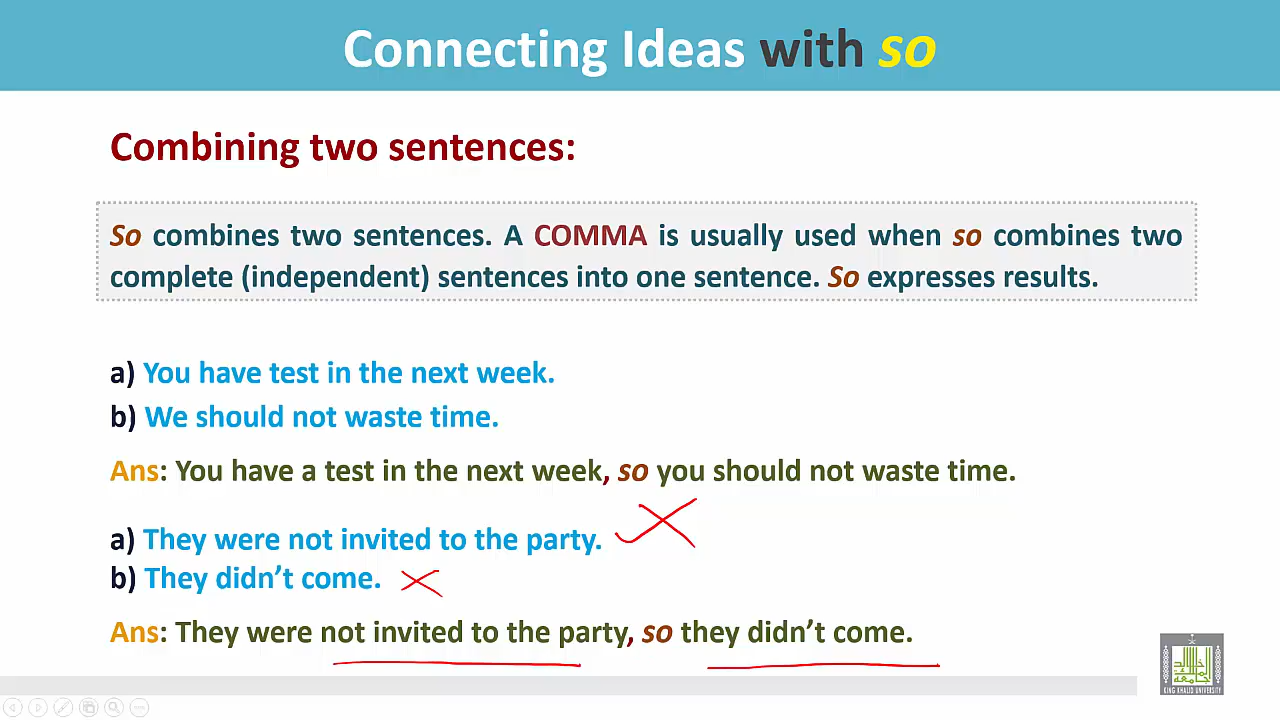 Connecting Ideas with so
Combining two sentences:
So combines two sentences. A COMMA is usually used when so combines two
complete (independent) sentences into one sentence. So expresses results.
a) You have test in the next week.
b) We should not waste time.
Ans: You have a test in the next week, so you should not waste time.
a) They were not invited to the party.
b) They didn't come.
Ans: They were not invited to the party, so they didn't come.
KING KHALID UNIVERSITY